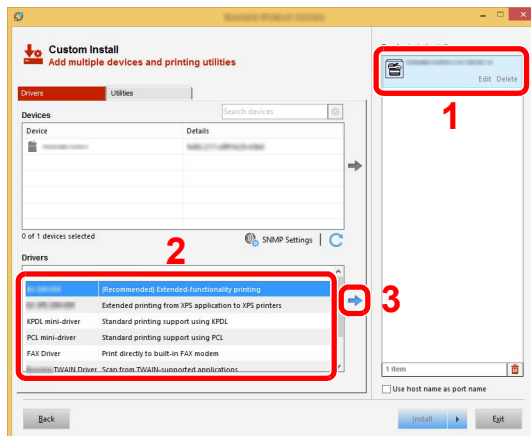 Custom Install
Add multiple devices and printing utilities
Edit Delete
1
Drivers Utilities
Devices Search devices
Device Details
0 of 1 devices selected
SNMP Settings
2
Drivers
[Recommended] Extended-functionality printing
Extended printing from XPS application to XPS printers
3
KPDL mini-driver Standard printing support using KPDL
PCL mini-driver Standard printing support using PCL
FAX Driver Print directly to built-in FAX modem
TWAIN Driver Scan from TWAIN-supported applications
1 item
Use host name as port name
Back Install Exit